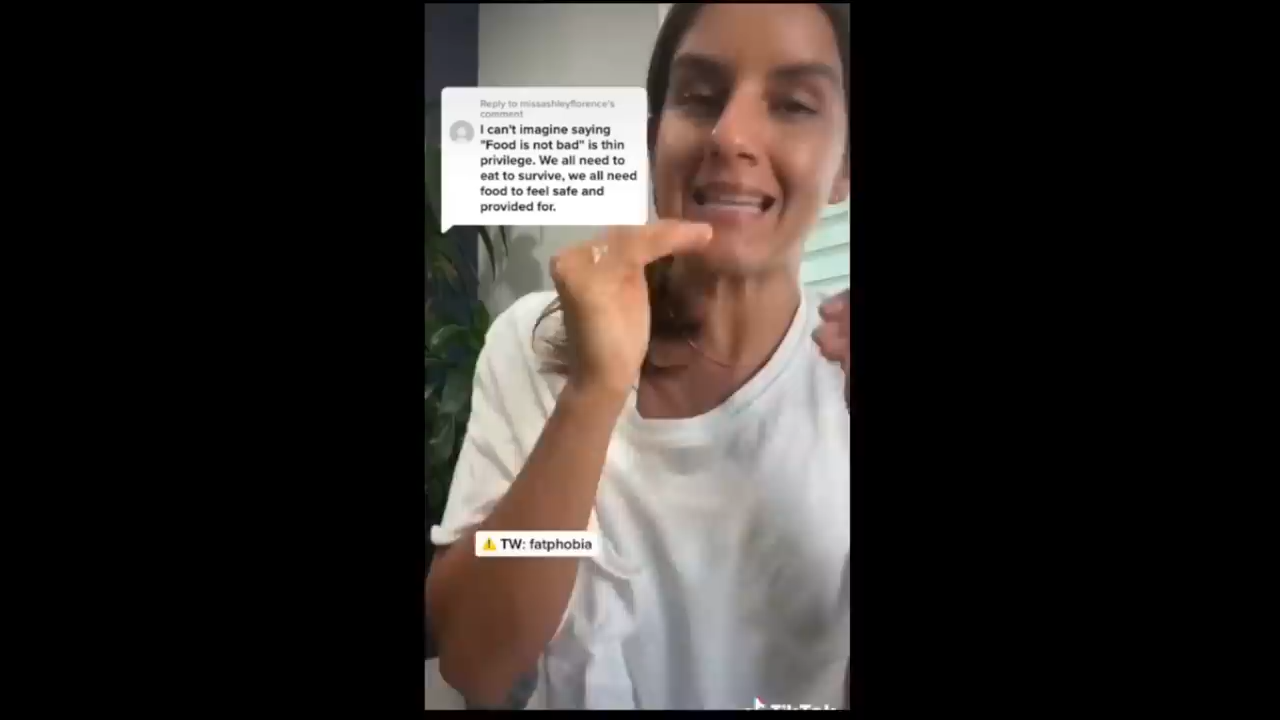 Reply to missashleyflorence's
comment
I can't imagine saying
"Food is not bad" is thin
privilege. We all need to
eat to survive, we all need
food to feel safe and
provided for.
⚠️ TW: fatphobia
TikTok